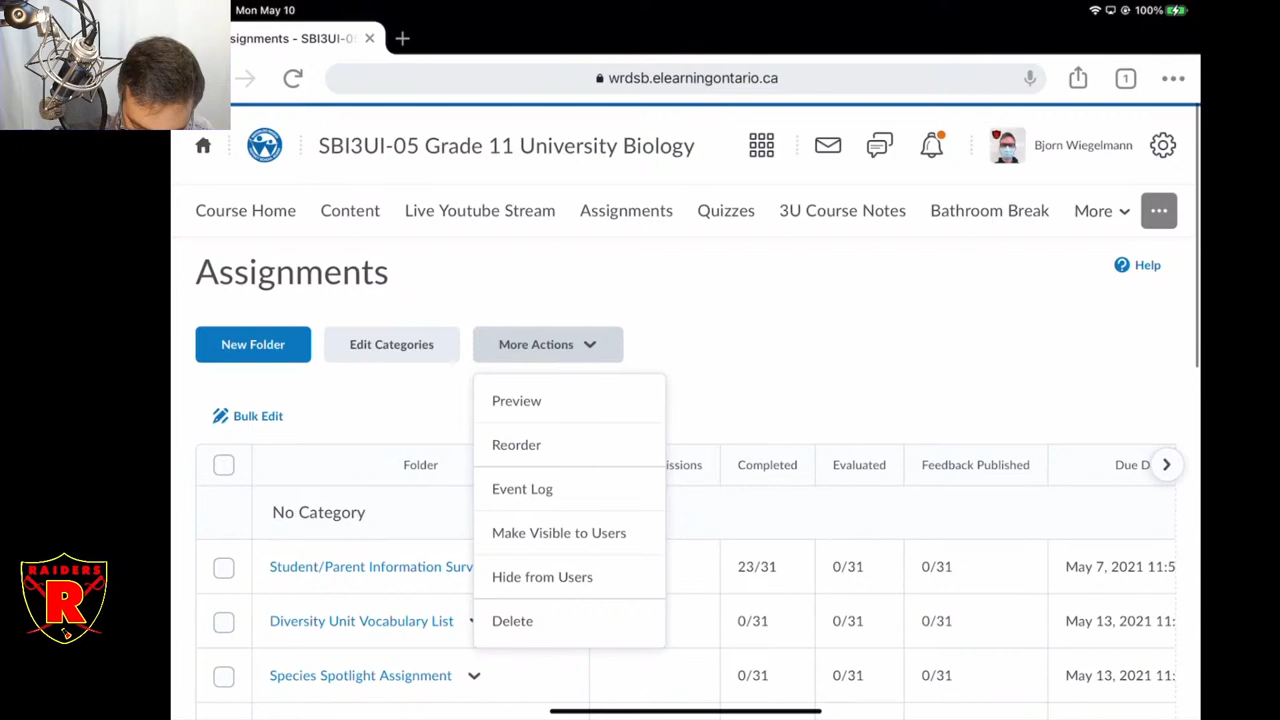 Mon May 10
100%
signments - SBI3UI-0
wrdsb.elearningontario.ca
1
SBI3UI-05 Grade 11 University Biology
Bjorn Wiegelmann
Course Home
Content
Live Youtube Stream
Assignments
Quizzes
3U Course Notes
Bathroom Break
More
Assignments
Help
New Folder
Edit Categories
More Actions
Preview
Bulk Edit
Reorder
Folder
issions
Completed
Evaluated
Feedback Published
Due D
Event Log
No Category
Make Visible to Users
Student/Parent Information Surv
23/31
0/31
0/31
May 7, 2021 11:5
Hide from Users
Diversity Unit Vocabulary List
0/31
0/31
0/31
May 13, 2021 11:
Delete
Species Spotlight Assignment
0/31
0/31
0/31
May 13, 2021 11:
RAIDERS
R